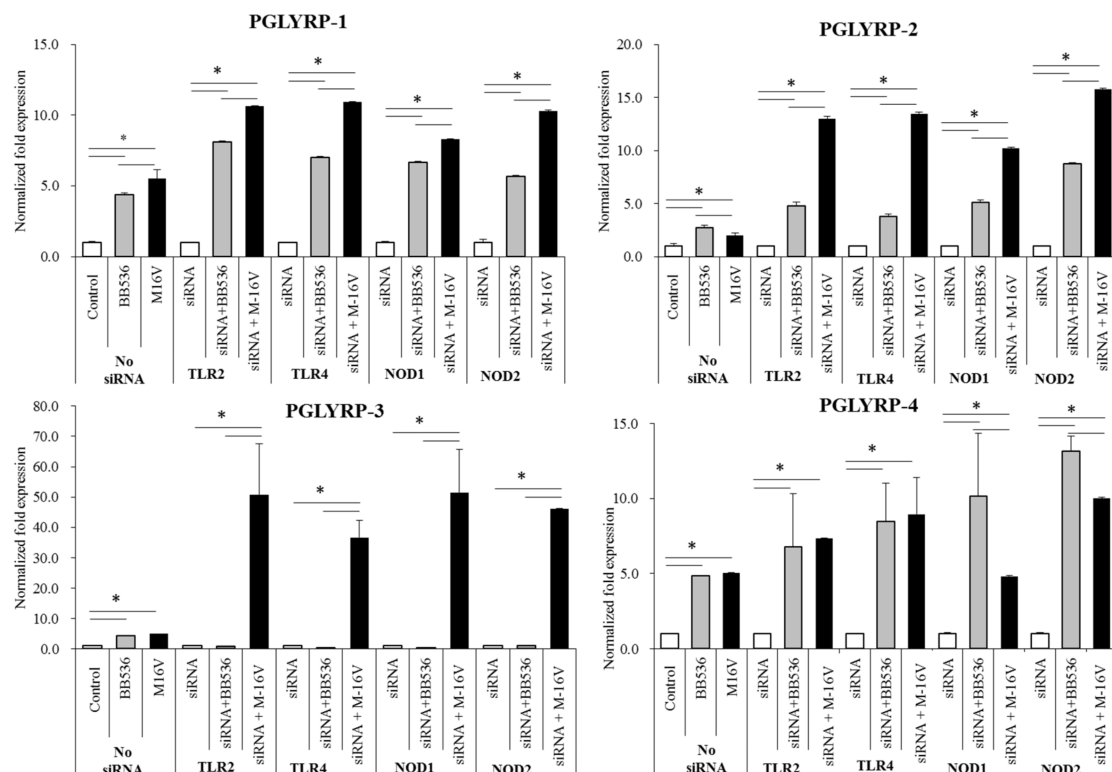 PGLYRP-1
Normalized fold expression
15.0
10.0
5.0
0.0
*
*
*
*
*
Control
BB536
M16V
siRNA
siRNA+BB536
siRNA + M-16V
siRNA
siRNA+BB536
siRNA + M-16V
siRNA
siRNA+BB536
siRNA + M-16V
siRNA
siRNA+BB536
siRNA + M-16V
No
siRNA
TLR2
TLR4
NOD1
NOD2
PGLYRP-2
Normalized fold expression
20.0
15.0
10.0
5.0
0.0
*
*
*
*
*
Control
BB536
M16V
siRNA
siRNA+BB536
siRNA + M-16V
siRNA
siRNA+BB536
siRNA + M-16V
siRNA
siRNA+BB536
siRNA + M-16V
siRNA
siRNA+BB536
siRNA + M-16V
No
siRNA
TLR2
TLR4
NOD1
NOD2
PGLYRP-3
Normalized fold expression
80.0
70.0
60.0
50.0
40.0
30.0
20.0
10.0
0.0
*
*
*
*
*
Control
BB536
M16V
siRNA
siRNA+BB536
siRNA + M-16V
siRNA
siRNA+BB536
siRNA + M-16V
siRNA
siRNA+BB536
siRNA + M-16V
siRNA
siRNA+BB536
siRNA + M-16V
No
siRNA
TLR2
TLR4
NOD1
NOD2
PGLYRP-4
Normalized fold expression
15.0
10.0
5.0
0.0
*
*
*
*
*
Control
BB536
M16V
siRNA
siRNA+BB536
siRNA + M-16V
siRNA
siRNA+BB536
siRNA + M-16V
siRNA
siRNA+BB536
siRNA + M-16V
siRNA
siRNA+BB536
siRNA + M-16V
No
siRNA
TLR2
TLR4
NOD1
NOD2